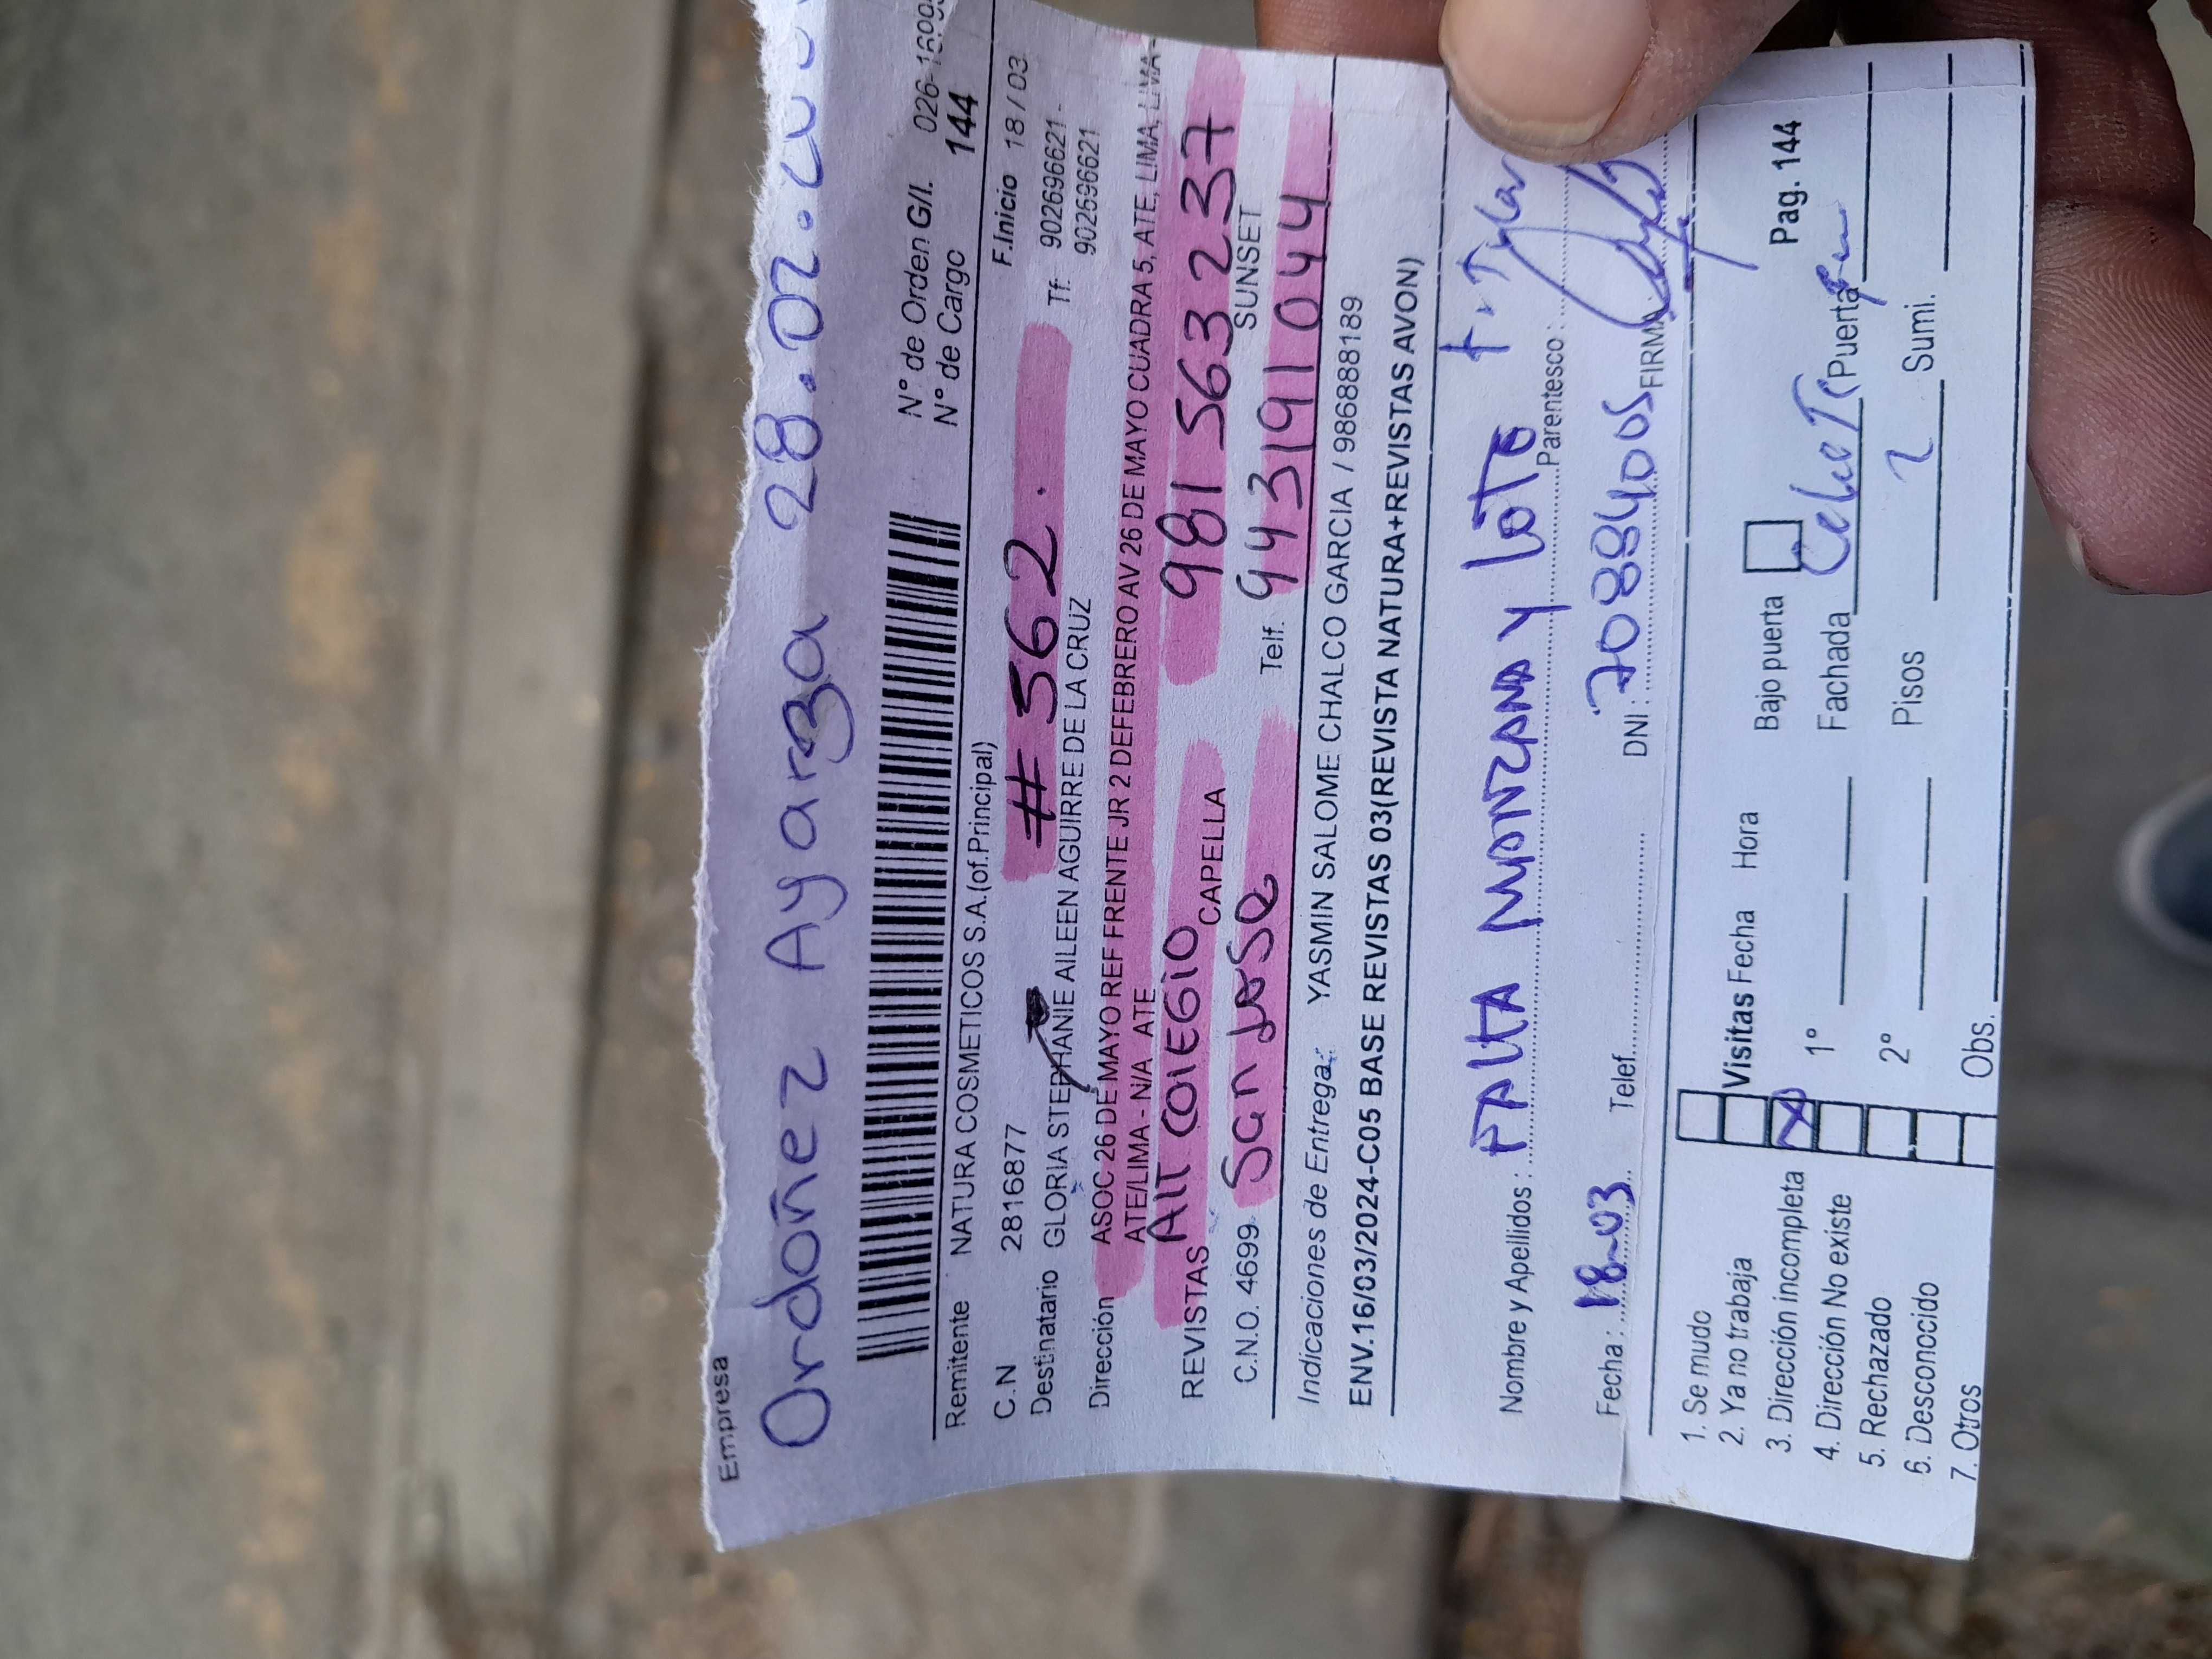 Empresa
Ordoñez Ayarza 28.02.
N° de Orden G/I. 026-1600
N° de Cargo 144
Remitente NATURA COSMETICOS S.A.(of.Principal)
C.N 2816877 # 562. F.Inicio 18/03
Destinatario GLORIA STEPHANIE AILEEN AGUIRRE DE LA CRUZ Tf. 902696621 -
902696621
Dirección ASOC 26 DE MAYO REF FRENTE JR 2 DEFEBRERO AV 26 DE MAYO CUADRA 5, ATE, LIMA, LIMA -
ATE/LIMA - N/A ATE
REVISTAS Alt COlEGiO CAPELLA 981 563 237
C.N.O. 4699 San Jose Telf. 943191044 SUNSET
Indicaciones de Entrega: YASMIN SALOME CHALCO GARCIA / 986888189
ENV.16/03/2024-C05 BASE REVISTAS 03(REVISTA NATURA+REVISTAS AVON)
Nombre y Apellidos: FAltA MANZANA y LOTE Parentesco:
Fecha: 18-03 Telef. DNI: 70884005 FIRMA
1. Se mudo
2. Ya no trabaja Visitas Fecha Hora Bajo puerta Pag. 144
3. Dirección incompleta X 1° Fachada Puerta
4. Dirección No existe
5. Rechazado 2° Pisos 2 Sumi.
6. Desconocido
7. Otros Obs.